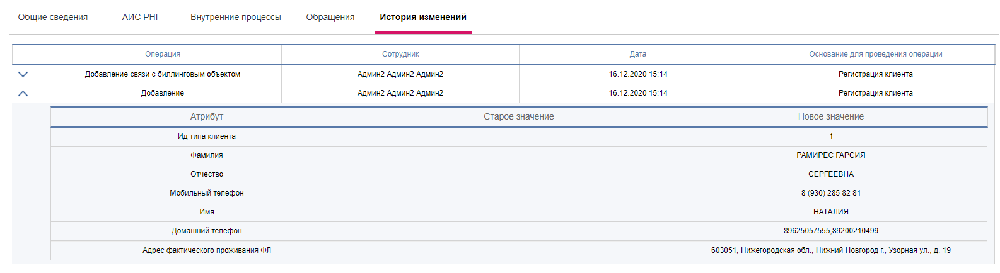 Общие сведения АИС РНГ Внутренние процессы Обращения История изменений
Операция Сотрудник Дата Основание для проведения операции
Добавление связи с биллинговым объектом Админ2 Админ2 Админ2 16.12.2020 15:14 Регистрация клиента
Добавление Админ2 Админ2 Админ2 16.12.2020 15:14 Регистрация клиента
Атрибут Старое значение Новое значение
Ид типа клиента 1
Фамилия РАМИРЕС ГАРСИЯ
Отчество СЕРГЕЕВНА
Мобильный телефон 8 (930) 285 82 81
Имя НАТАЛИЯ
Домашний телефон 89625057555,89200210499
Адрес фактического проживания ФЛ 603051, Нижегородская обл., Нижний Новгород г., Узорная ул., д. 19